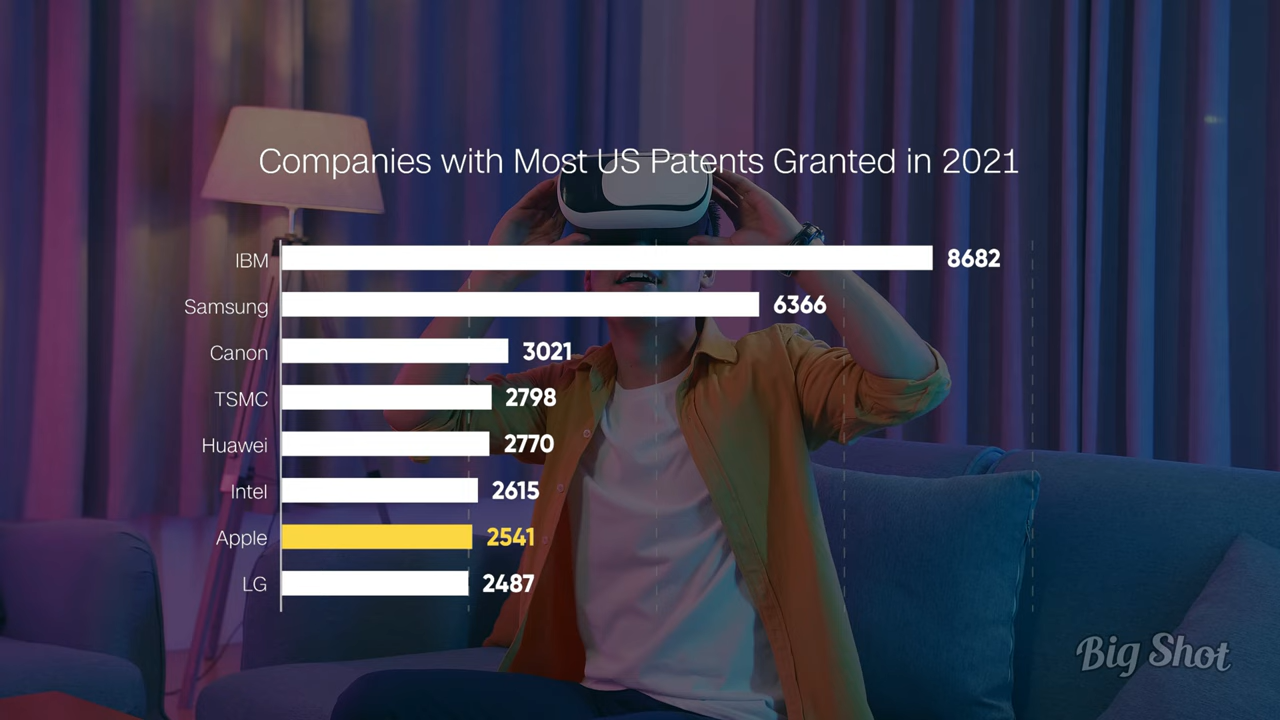 Companies with Most US Patents Granted in 2021
IBM 8682
Samsung 6366
Canon 3021
TSMC 2798
Huawei 2770
Intel 2615
Apple 2541
LG 2487
Big Shot